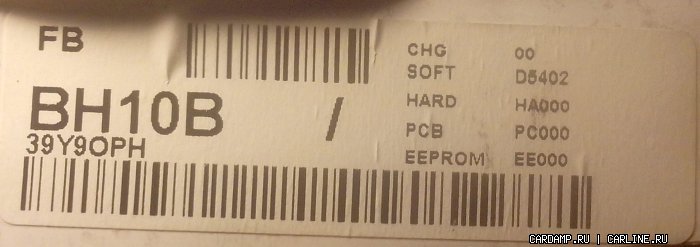 FB
CHG 00
SOFT D5402
BH10B /
HARD HA000
PCB PC000
39Y9OPH
EEPROM EE000
CARDAMP.RU | CARLINE.RU